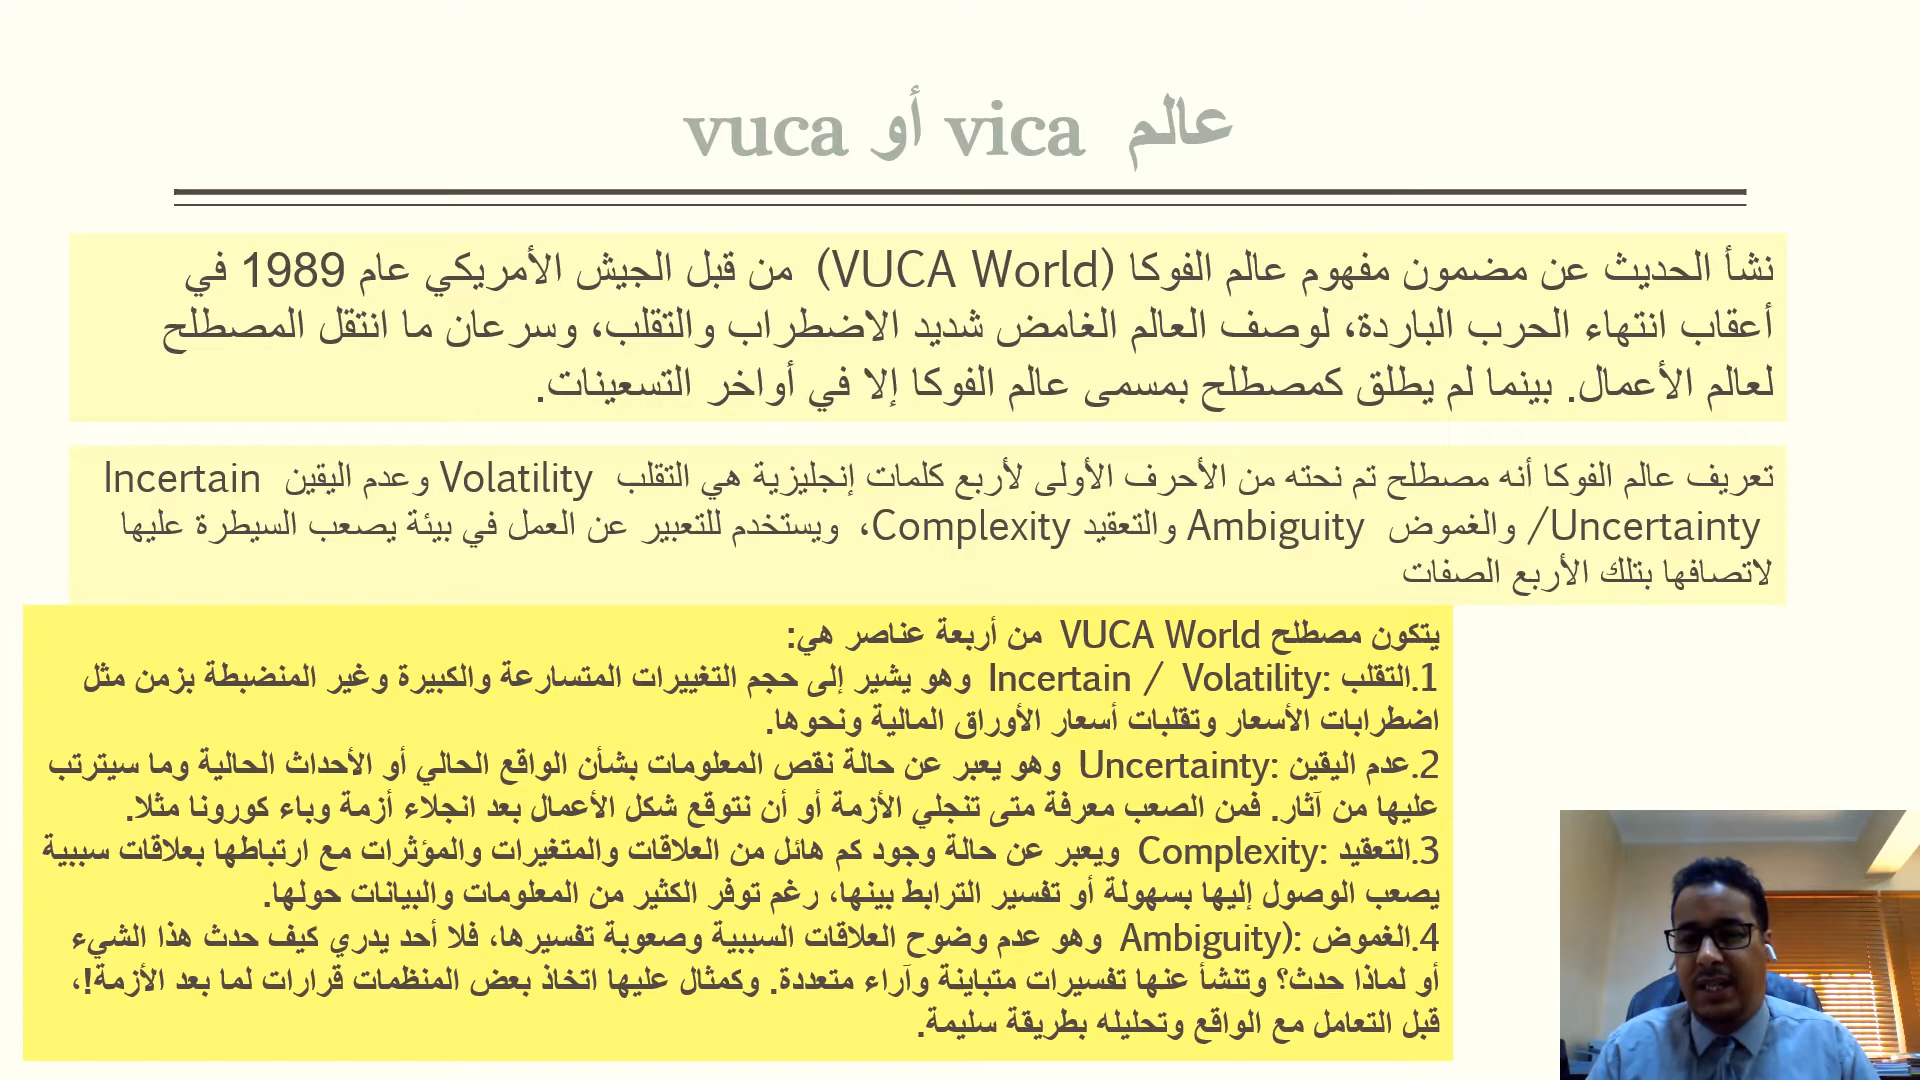 عالم vica أو vuca
نشأ الحديث عن مضمون مفهوم عالم الفوكا (VUCA World) من قبل الجيش الأمريكي عام 1989 في
أعقاب انتهاء الحرب الباردة، لوصف العالم الغامض شديد الاضطراب والتقلب، وسرعان ما انتقل المصطلح
لعالم الأعمال. بينما لم يطلق كمصطلح بمسمى عالم الفوكا إلا في أواخر التسعينات.
تعريف عالم الفوكا أنه مصطلح تم نحته من الأحرف الأولى لأربع كلمات إنجليزية هي التقلب Volatility وعدم اليقين Incertain
/Uncertainty والغموض Ambiguity والتعقيد Complexity، ويستخدم للتعبير عن العمل في بيئة يصعب السيطرة عليها
لاتصافها بتلك الأربع الصفات
يتكون مصطلح VUCA World من أربعة عناصر هي:
1.التقلب Incertain / Volatility: وهو يشير إلى حجم التغييرات المتسارعة والكبيرة وغير المنضبطة بزمن مثل
اضطرابات الأسعار وتقلبات أسعار الأوراق المالية ونحوها.
2.عدم اليقين Uncertainty: وهو يعبر عن حالة نقص المعلومات بشأن الواقع الحالي أو الأحداث الحالية وما سيترتب
عليها من آثار. فمن الصعب معرفة متى تنجلي الأزمة أو أن نتوقع شكل الأعمال بعد انجلاء أزمة وباء كورونا مثلا.
3.التعقيد Complexity: ويعبر عن حالة وجود كم هائل من العلاقات والمتغيرات والمؤثرات مع ارتباطها بعلاقات سببية
يصعب الوصول إليها بسهولة أو تفسير الترابط بينها، رغم توفر الكثير من المعلومات والبيانات حولها.
4.الغموض Ambiguity): وهو عدم وضوح العلاقات السببية وصعوبة تفسيرها، فلا أحد يدري كيف حدث هذا الشيء
أو لماذا حدث؟ وتنشأ عنها تفسيرات متباينة وآراء متعددة. وكمثال عليها اتخاذ بعض المنظمات قرارات لما بعد الأزمة!،
قبل التعامل مع الواقع وتحليله بطريقة سليمة.